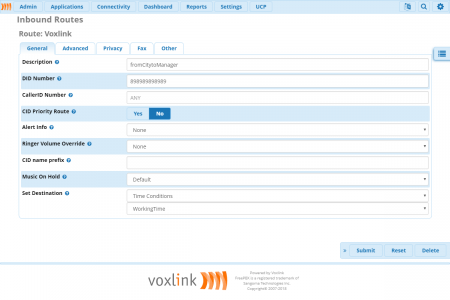 Admin Applications Connectivity Dashboard Reports Settings UCP
Inbound Routes
Route: Voxlink
General Advanced Privacy Fax Other
Description fromCitytoManager
DID Number 898989898989
CallerID Number ANY
CID Priority Route Yes No
Alert Info None
Ringer Volume Override None
CID name prefix
Music On Hold Default
Set Destination Time Conditions
WorkingTime
» Submit Reset Delete
voxlink
Powered by Voxlink
FreePBX is a registered trademark of
Sangoma Technologies Inc.
Copyright© 2007-2018